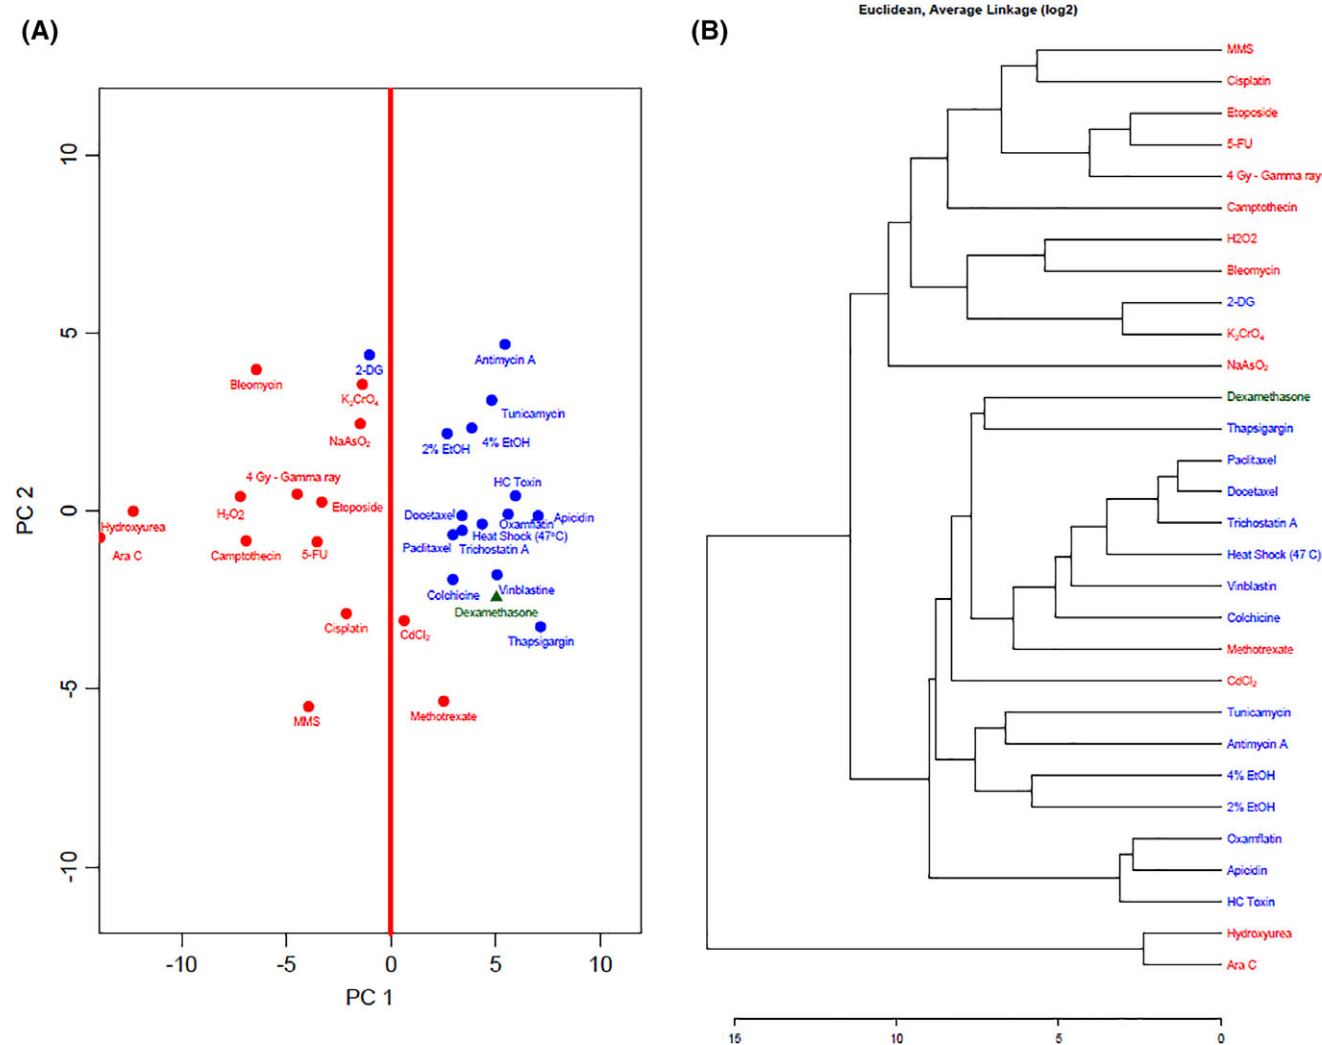 (A)
10
5
0
-5
-10
PC 2
-10
-5
0
5
10
PC 1
2-DG
Antimycin A
Bleomycin
K₂CrO₄
Tunicamycin
NaAsO₂
2% EtOH
4% EtOH
4 Gy - Gamma ray
HC Toxin
H₂O2
Etoposide
Hydroxyurea
Docetaxel
Oxamflatin
Apicidin
Heat Shock (47°C)
Ara C
Camptothecin
5-FU
Paclitaxel
Trichostatin A
Colchicine
Vinblastine
Dexamethasone
Cisplatin
CdCl₂
Thapsigargin
MMS
Methotrexate
Euclidean, Average Linkage (log2)
(B)
MMS
Cisplatin
Etoposide
5-FU
4 Gy - Gamma ray
Camptothecin
H2O2
Bleomycin
2-DG
K₂CrO₄
NaAsO₂
Dexamethasone
Thapsigargin
Paclitaxel
Docetaxel
Trichostatin A
Heat Shock (47 C)
Vinblastin
Colchicine
Methotrexate
CdCl₂
Tunicamycin
Antimycin A
4% EtOH
2% EtOH
Oxamflatin
Apicidin
HC Toxin
Hydroxyurea
Ara C
15
10
5
0